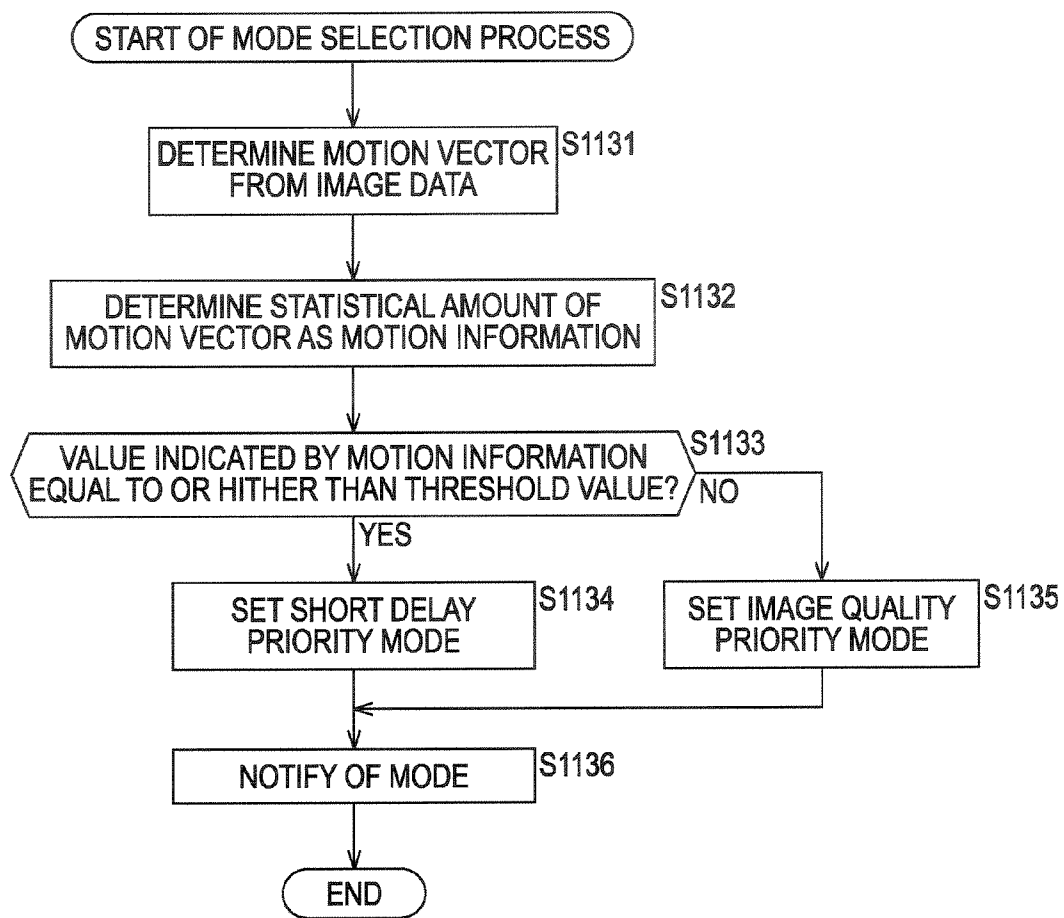 START OF MODE SELECTION PROCESS
DETERMINE MOTION VECTOR
FROM IMAGE DATA
S1131
DETERMINE STATISTICAL AMOUNT OF
MOTION VECTOR AS MOTION INFORMATION
S1132
VALUE INDICATED BY MOTION INFORMATION
EQUAL TO OR HITHER THAN THRESHOLD VALUE?
S1133
NO
YES
SET SHORT DELAY
PRIORITY MODE
S1134
SET IMAGE QUALITY
PRIORITY MODE
S1135
NOTIFY OF MODE
S1136
END